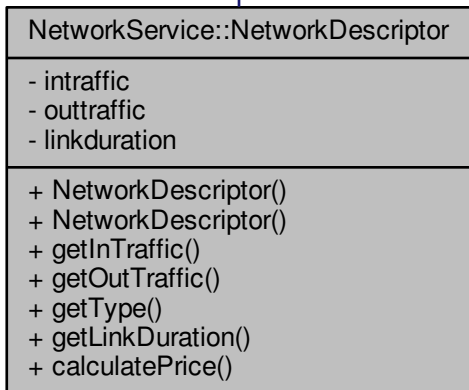 NetworkService::NetworkDescriptor
- intraffic
- outtraffic
- linkduration
+ NetworkDescriptor()
+ NetworkDescriptor()
+ getInTraffic()
+ getOutTraffic()
+ getType()
+ getLinkDuration()
+ calculatePrice()